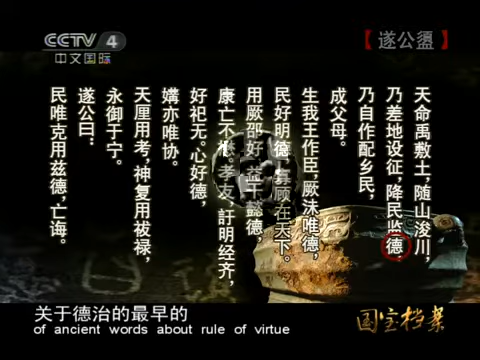 CCTV 4
中文国际
【遂公盨】
天命禹敷土,随山浚川,
乃差地设征,降民监德,
乃自作配乡民,
成父母。
生我王作臣,厥沬唯德,
民好明德,寡顾在天下。
用厥邵好,益干懿德,
康亡不懋。孝友,訏明经齐,
好祀无。心好德,
婚亦唯协。
天厘用考,神复用祓禄,
永御于宁。
遂公曰:
民唯克用兹德,亡诲。
关于德治的最早的
of ancient words about rule of virtue
国宝档案